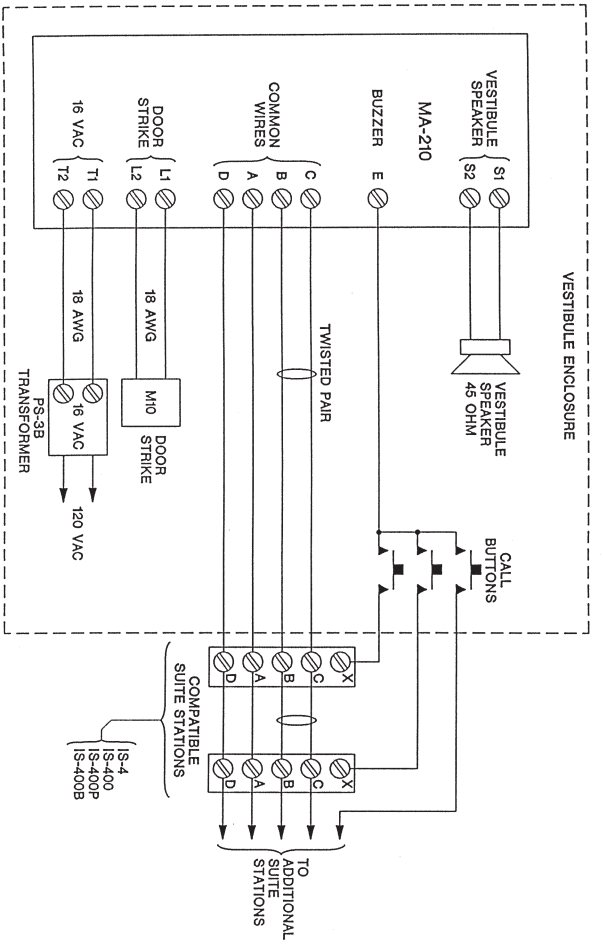 VESTIBULE ENCLOSURE
VESTIBULE
SPEAKER
S1
S2
MA-210
BUZZER
E
COMMON
WIRES
C
B
A
D
DOOR
STRIKE
L1
L2
16 VAC
T1
T2
VESTIBULE
SPEAKER
45 OHM
TWISTED PAIR
18 AWG
M10
DOOR
STRIKE
18 AWG
16 VAC
PS-3B
TRANSFORMER
120 VAC
CALL
BUTTONS
X
C
B
A
D
COMPATIBLE
SUITE STATIONS
IS-4
IS-400
IS-400P
IS-400B
X
C
B
A
D
TO
ADDITIONAL
SUITE
STATIONS